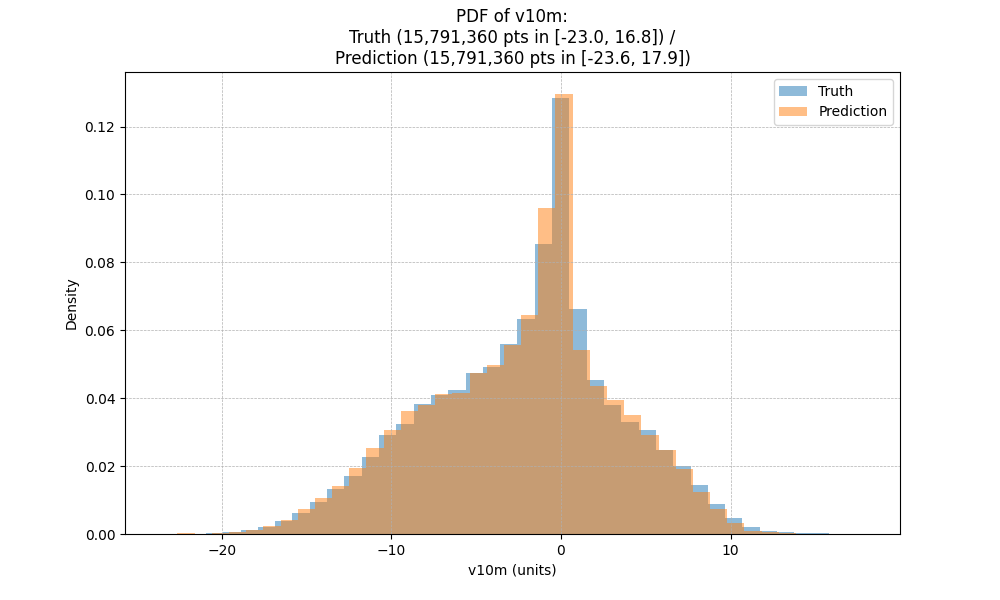 PDF of v10m:
Truth (15,791,360 pts in [-23.0, 16.8]) /
Prediction (15,791,360 pts in [-23.6, 17.9])
Truth
Prediction
0.12
0.10
0.08
0.06
0.04
0.02
0.00
Density
−20
−10
0
10
v10m (units)